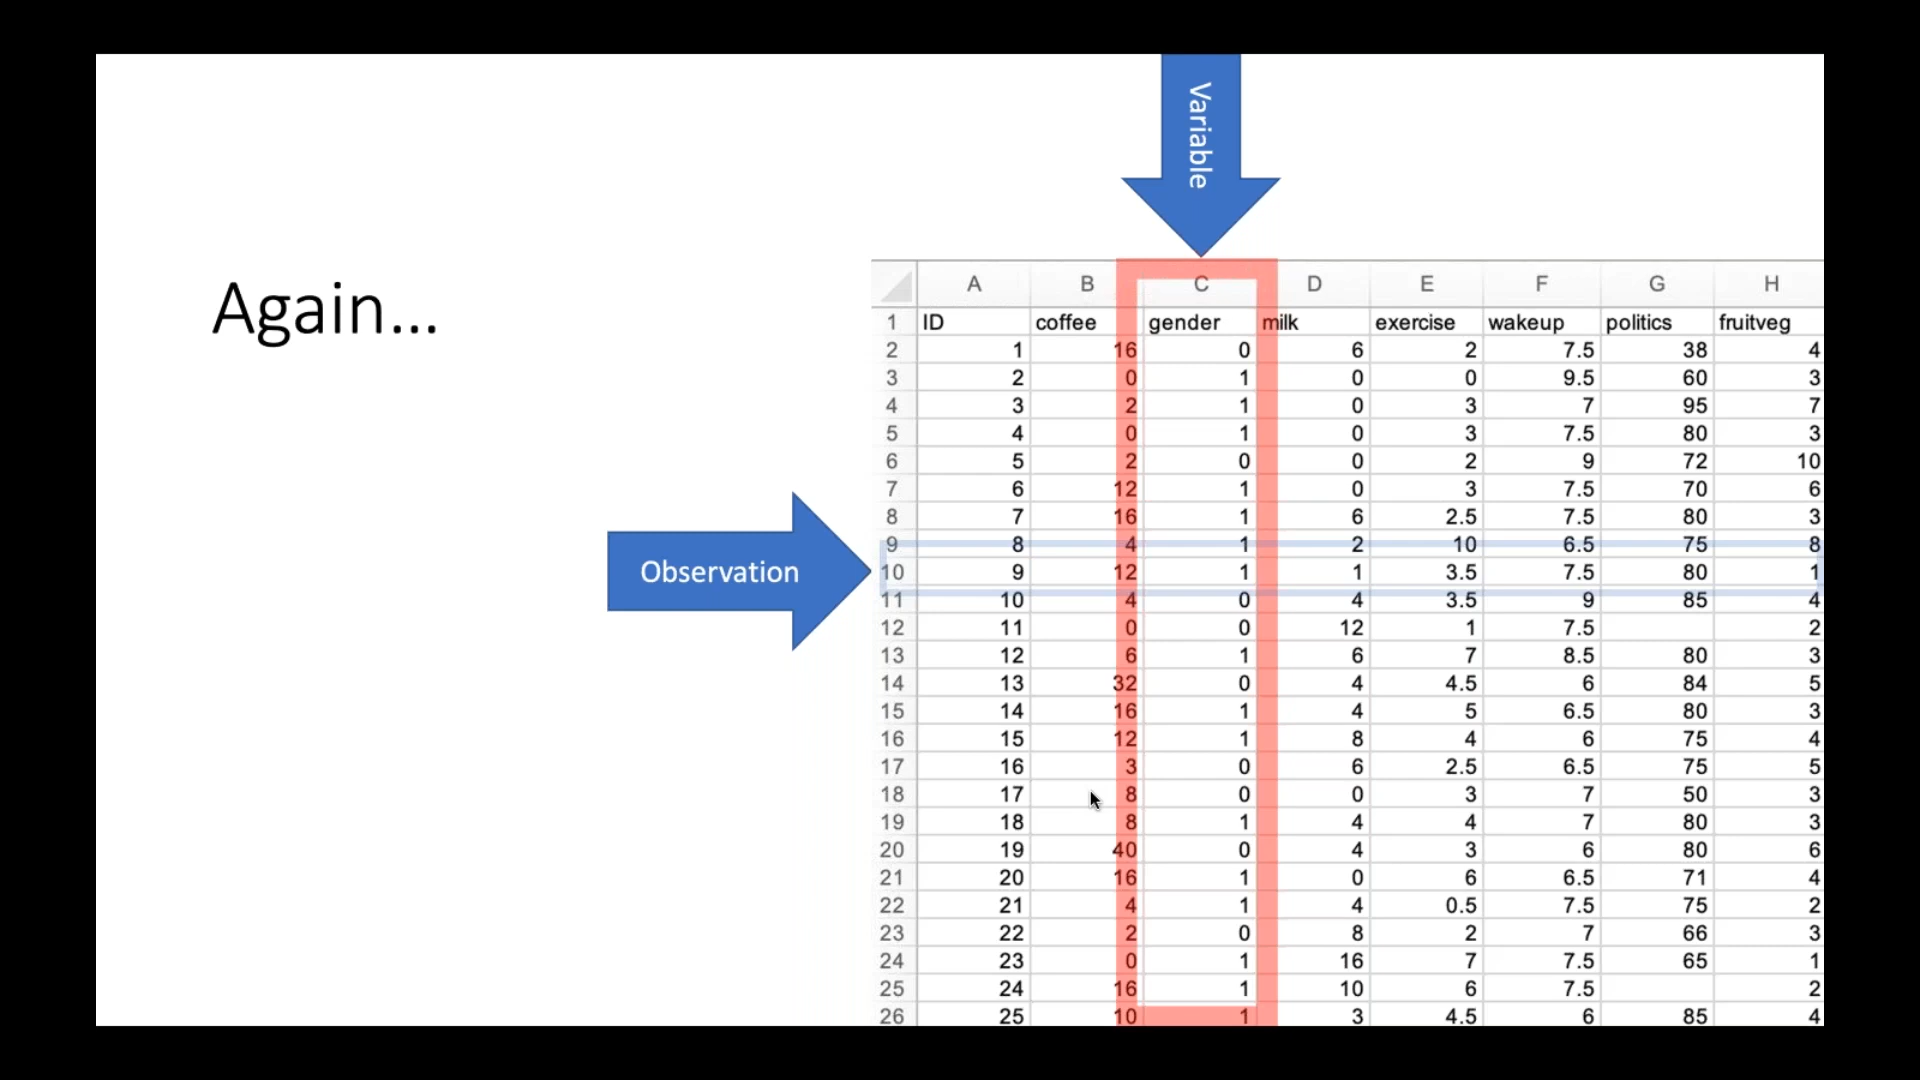 Variable
Again...
Observation
A B C D E F G H
1 ID coffee gender milk exercise wakeup politics fruitveg
2 1 16 0 6 2 7.5 38 4
3 2 0 1 0 0 9.5 60 3
4 3 2 1 0 3 7 95 7
5 4 0 1 0 3 7.5 80 3
6 5 2 0 0 2 9 72 10
7 6 12 1 0 3 7.5 70 6
8 7 16 1 6 2.5 7.5 80 3
9 8 4 1 2 10 6.5 75 8
10 9 12 1 1 3.5 7.5 80 1
11 10 4 0 4 3.5 9 85 4
12 11 0 0 12 1 7.5 2
13 12 6 1 6 7 8.5 80 3
14 13 32 0 4 4.5 6 84 5
15 14 16 1 4 5 6.5 80 3
16 15 12 1 8 4 6 75 4
17 16 3 0 6 2.5 6.5 75 5
18 17 8 0 0 3 7 50 3
19 18 8 1 4 4 7 80 3
20 19 40 0 4 3 6 80 6
21 20 16 1 0 6 6.5 71 4
22 21 4 1 4 0.5 7.5 75 2
23 22 2 0 8 2 7 66 3
24 23 0 1 16 7 7.5 65 1
25 24 16 1 10 6 7.5 2
26 25 10 1 3 4.5 6 85 4